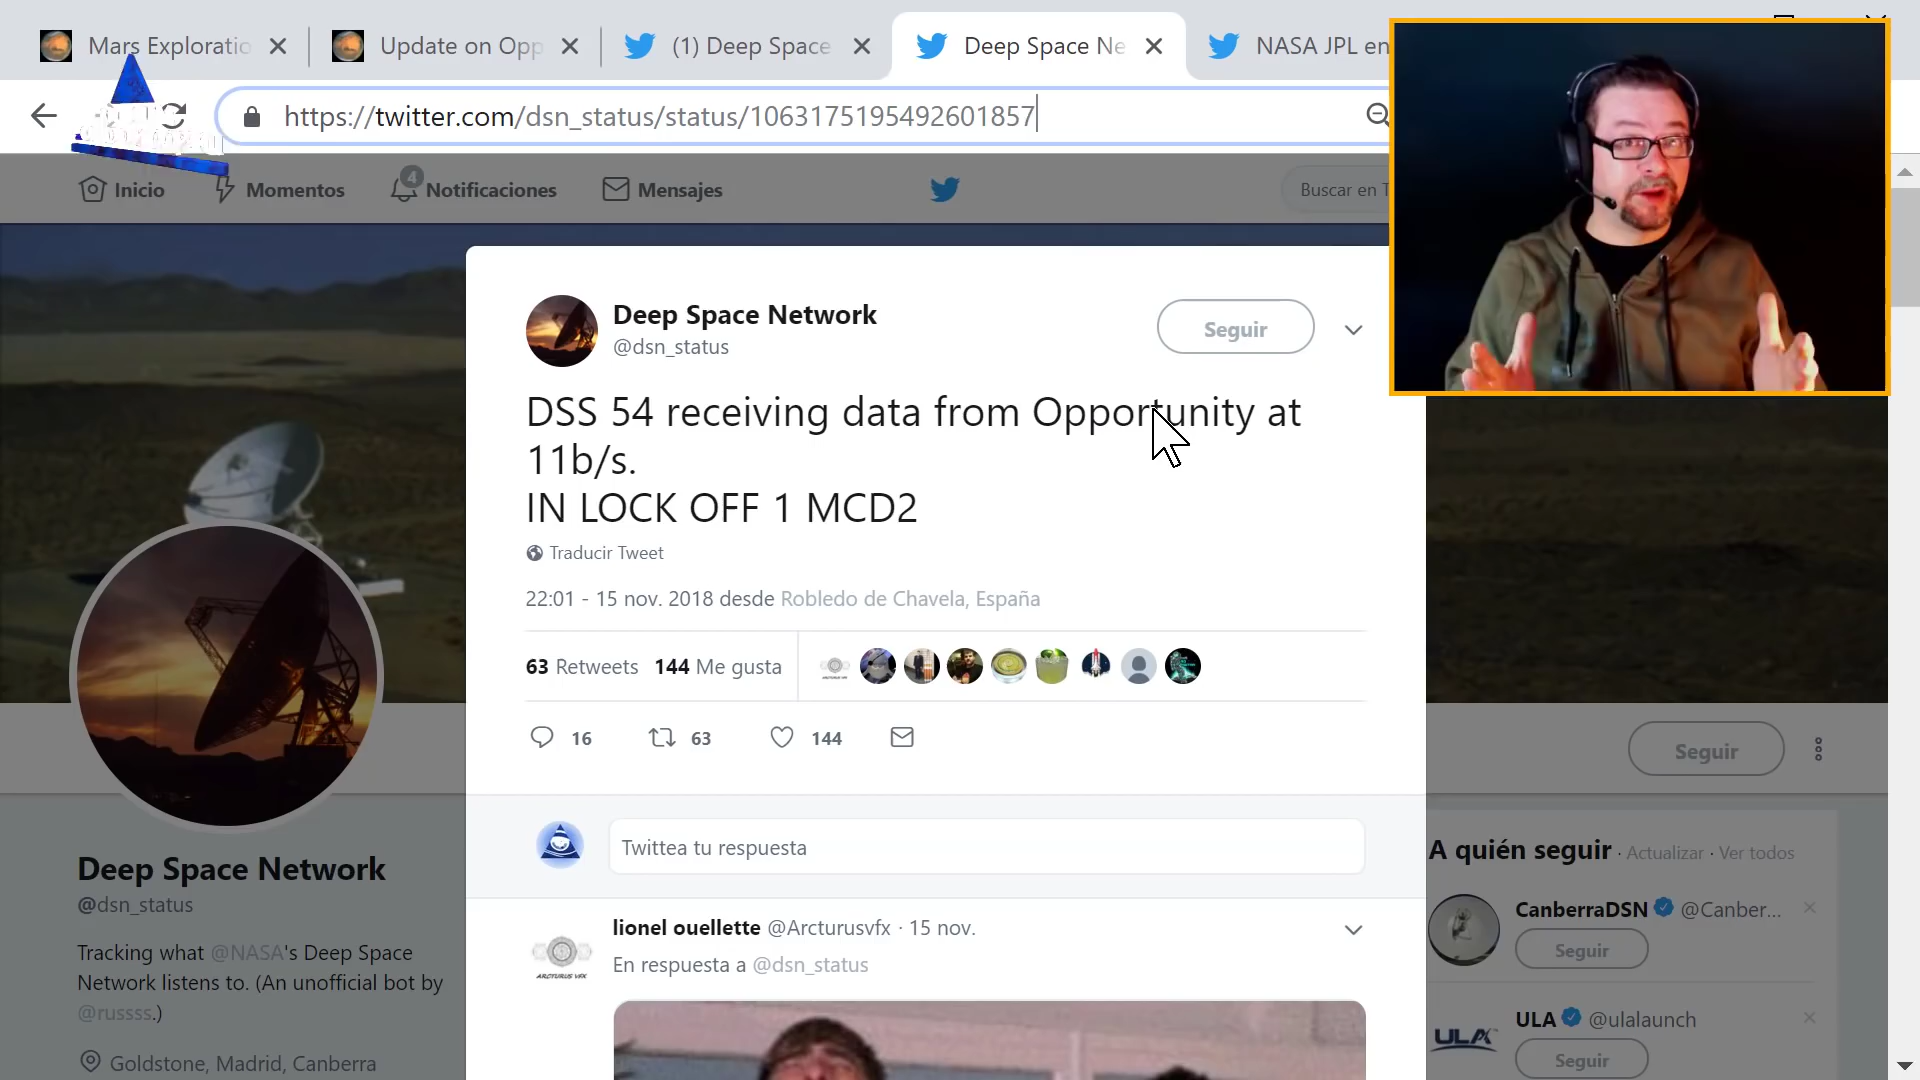 Mars Exploratio
Update on Opp
(1) Deep Space
Deep Space Ne
NASA JPL en
https://twitter.com/dsn_status/status/1063175195492601857
Inicio
Momentos
4
Notificaciones
Mensajes
Buscar en T
Deep Space Network
@dsn_status
Seguir
DSS 54 receiving data from Opportunity at
11b/s.
IN LOCK OFF 1 MCD2
Traducir Tweet
22:01 - 15 nov. 2018 desde Robledo de Chavela, España
63 Retweets 144 Me gusta
16 63 144
Twittea tu respuesta
lionel ouellette @Arcturusvfx · 15 nov.
En respuesta a @dsn_status
ARCTURUS VFX
Deep Space Network
@dsn_status
Tracking what @NASA's Deep Space
Network listens to. (An unofficial bot by
@russss.)
Goldstone, Madrid, Canberra
Seguir
A quién seguir · Actualizar · Ver todos
CanberraDSN @Canber...
Seguir
ULA @ulalaunch
ULA
Seguir